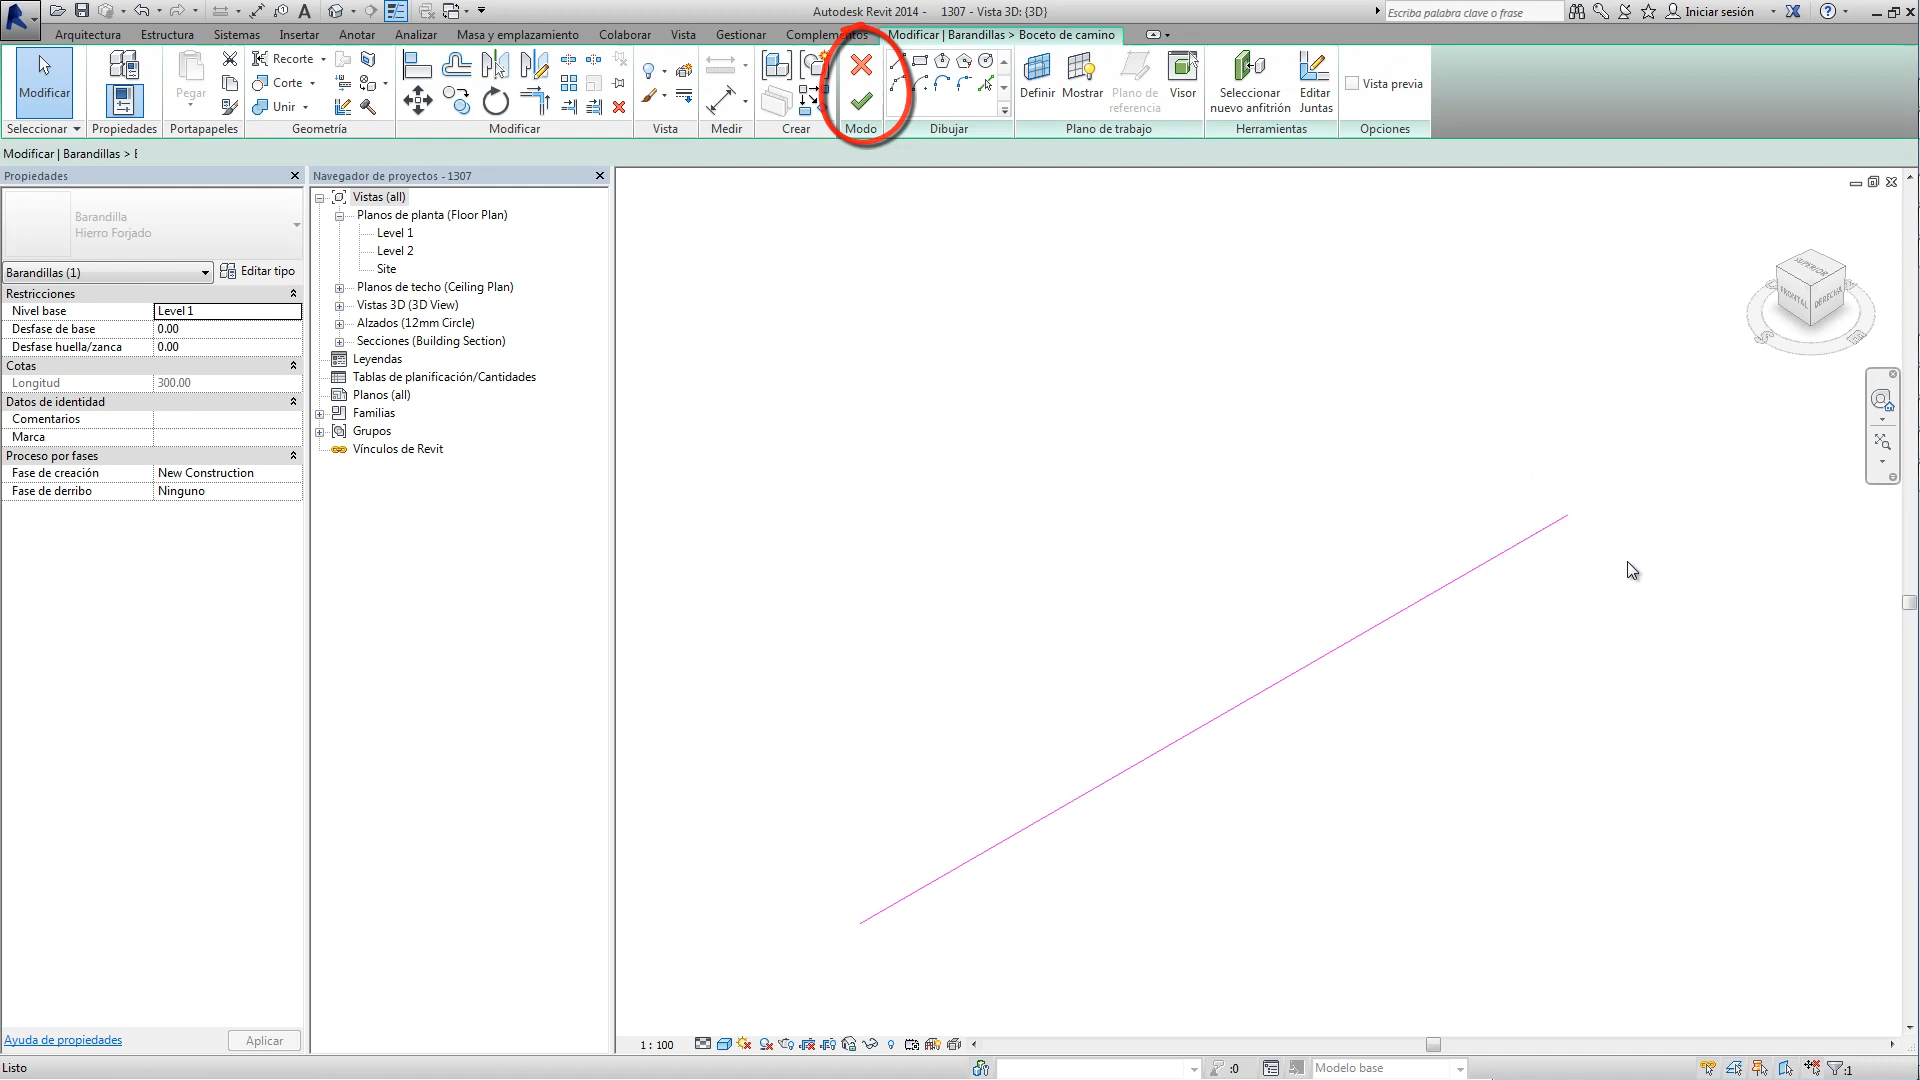 Autodesk Revit 2014 - 1307 - Vista 3D: {3D}
Escriba palabra clave o frase
Iniciar sesión
Arquitectura Estructura Sistemas Insertar Anotar Analizar Masa y emplazamiento Colaborar Vista Gestionar Complementos Modificar | Barandillas > Boceto de camino
Modificar
Pegar
Recorte
Corte
Unir
Definir
Mostrar
Plano de referencia
Visor
Seleccionar nuevo anfitrión
Editar Juntas
Vista previa
Seleccionar Propiedades Portapapeles Geometría Modificar Vista Medir Crear Modo Dibujar Plano de trabajo Herramientas Opciones
Modificar | Barandillas >
Propiedades
Barandilla
Hierro Forjado
Barandillas (1)
Editar tipo
Restricciones
Nivel base Level 1
Desfase de base 0.00
Desfase huella/zanca 0.00
Cotas
Longitud 300.00
Datos de identidad
Comentarios
Marca
Proceso por fases
Fase de creación New Construction
Fase de derribo Ninguno
Ayuda de propiedades
Aplicar
Navegador de proyectos - 1307
Vistas (all)
Planos de planta (Floor Plan)
Level 1
Level 2
Site
Planos de techo (Ceiling Plan)
Vistas 3D (3D View)
Alzados (12mm Circle)
Secciones (Building Section)
Leyendas
Tablas de planificación/Cantidades
Planos (all)
Familias
Grupos
Vínculos de Revit
SUPERIOR
FRONTAL
DERECHA
1 : 100
Listo
:0
Modelo base
:1